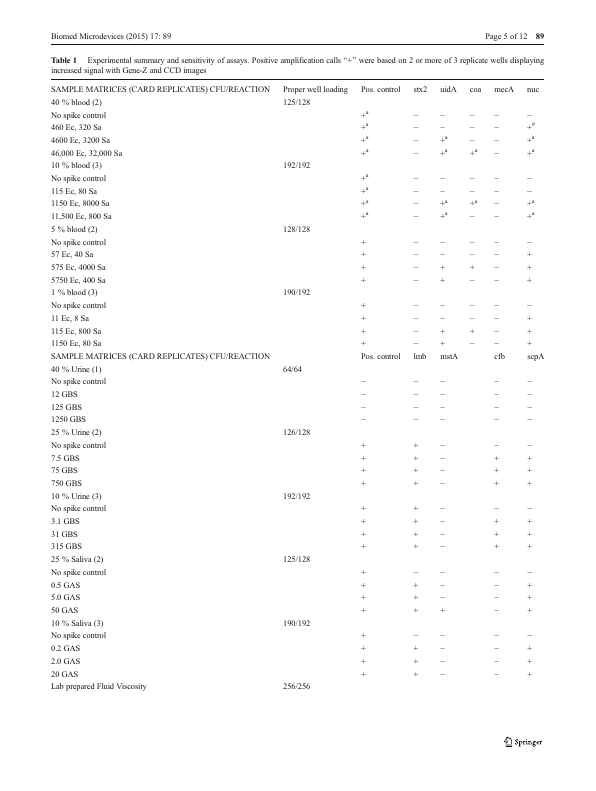 Biomed Microdevices (2015) 17: 89 Page 5 of 12 89
Table 1 Experimental summary and sensitivity of assays. Positive amplification calls “+” were based on 2 or more of 3 replicate wells displaying
increased signal with Gene-Z and CCD images
SAMPLE MATRICES (CARD REPLICATES) CFU/REACTION Proper well loading Pos. control stx2 uidA coa mecA nuc
40 % blood (2) 125/128
No spike control +a − − − − −
460 Ec, 320 Sa +a − − − − +#
4600 Ec, 3200 Sa +a − +a − − +a
46,000 Ec, 32,000 Sa +a − +a +a − +a
10 % blood (3) 192/192
No spike control +a − − − − −
115 Ec, 80 Sa +a − − − − −
1150 Ec, 8000 Sa +a − +a +a − +a
11,500 Ec, 800 Sa +a − +a − − +a
5 % blood (2) 128/128
No spike control + − − − − −
57 Ec, 40 Sa + − − − − +
575 Ec, 4000 Sa + − + + − +
5750 Ec, 400 Sa + − + − − +
1 % blood (3) 190/192
No spike control + − − − − −
11 Ec, 8 Sa + − − − − +
115 Ec, 800 Sa + − + + − +
1150 Ec, 80 Sa + − + − − +
SAMPLE MATRICES (CARD REPLICATES) CFU/REACTION Pos. control lmb mstA cfb scpA
40 % Urine (1) 64/64
No spike control − − − − −
12 GBS − − − − −
125 GBS − − − − −
1250 GBS − − − − −
25 % Urine (2) 126/128
No spike control + + − − −
7.5 GBS + + − + +
75 GBS + + − + +
750 GBS + + − + +
10 % Urine (3) 192/192
No spike control + + − − −
3.1 GBS + + − + +
31 GBS + + − + +
315 GBS + + − + +
25 % Saliva (2) 125/128
No spike control + − − − −
0.5 GAS + + − − +
5.0 GAS + + − − +
50 GAS + + + − +
10 % Saliva (3) 190/192
No spike control + − − − −
0.2 GAS + + − − +
2.0 GAS + + − − +
20 GAS + + − − +
Lab prepared Fluid Viscosity 256/256
Springer